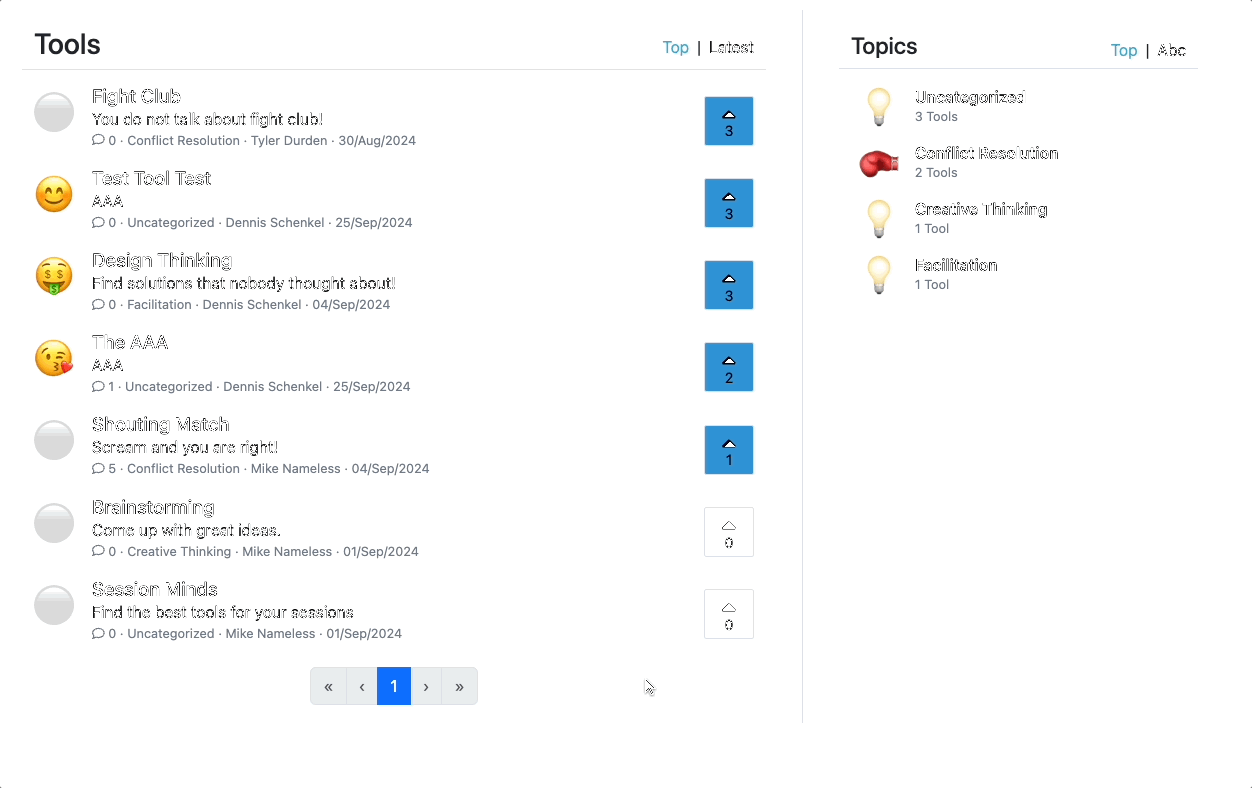 Tools
Top | Latest
Fight Club
You do not talk about fight club!
0 · Conflict Resolution · Tyler Durden · 30/Aug/2024
3
Test Tool Test
AAA
0 · Uncategorized · Dennis Schenkel · 25/Sep/2024
3
Design Thinking
Find solutions that nobody thought about!
0 · Facilitation · Dennis Schenkel · 04/Sep/2024
3
The AAA
AAA
1 · Uncategorized · Dennis Schenkel · 25/Sep/2024
2
Shouting Match
Scream and you are right!
5 · Conflict Resolution · Mike Nameless · 04/Sep/2024
1
Brainstorming
Come up with great ideas.
0 · Creative Thinking · Mike Nameless · 01/Sep/2024
0
Session Minds
Find the best tools for your sessions
0 · Uncategorized · Mike Nameless · 01/Sep/2024
0
« ‹ 1 › »
Topics
Top | Abc
Uncategorized
3 Tools
Conflict Resolution
2 Tools
Creative Thinking
1 Tool
Facilitation
1 Tool